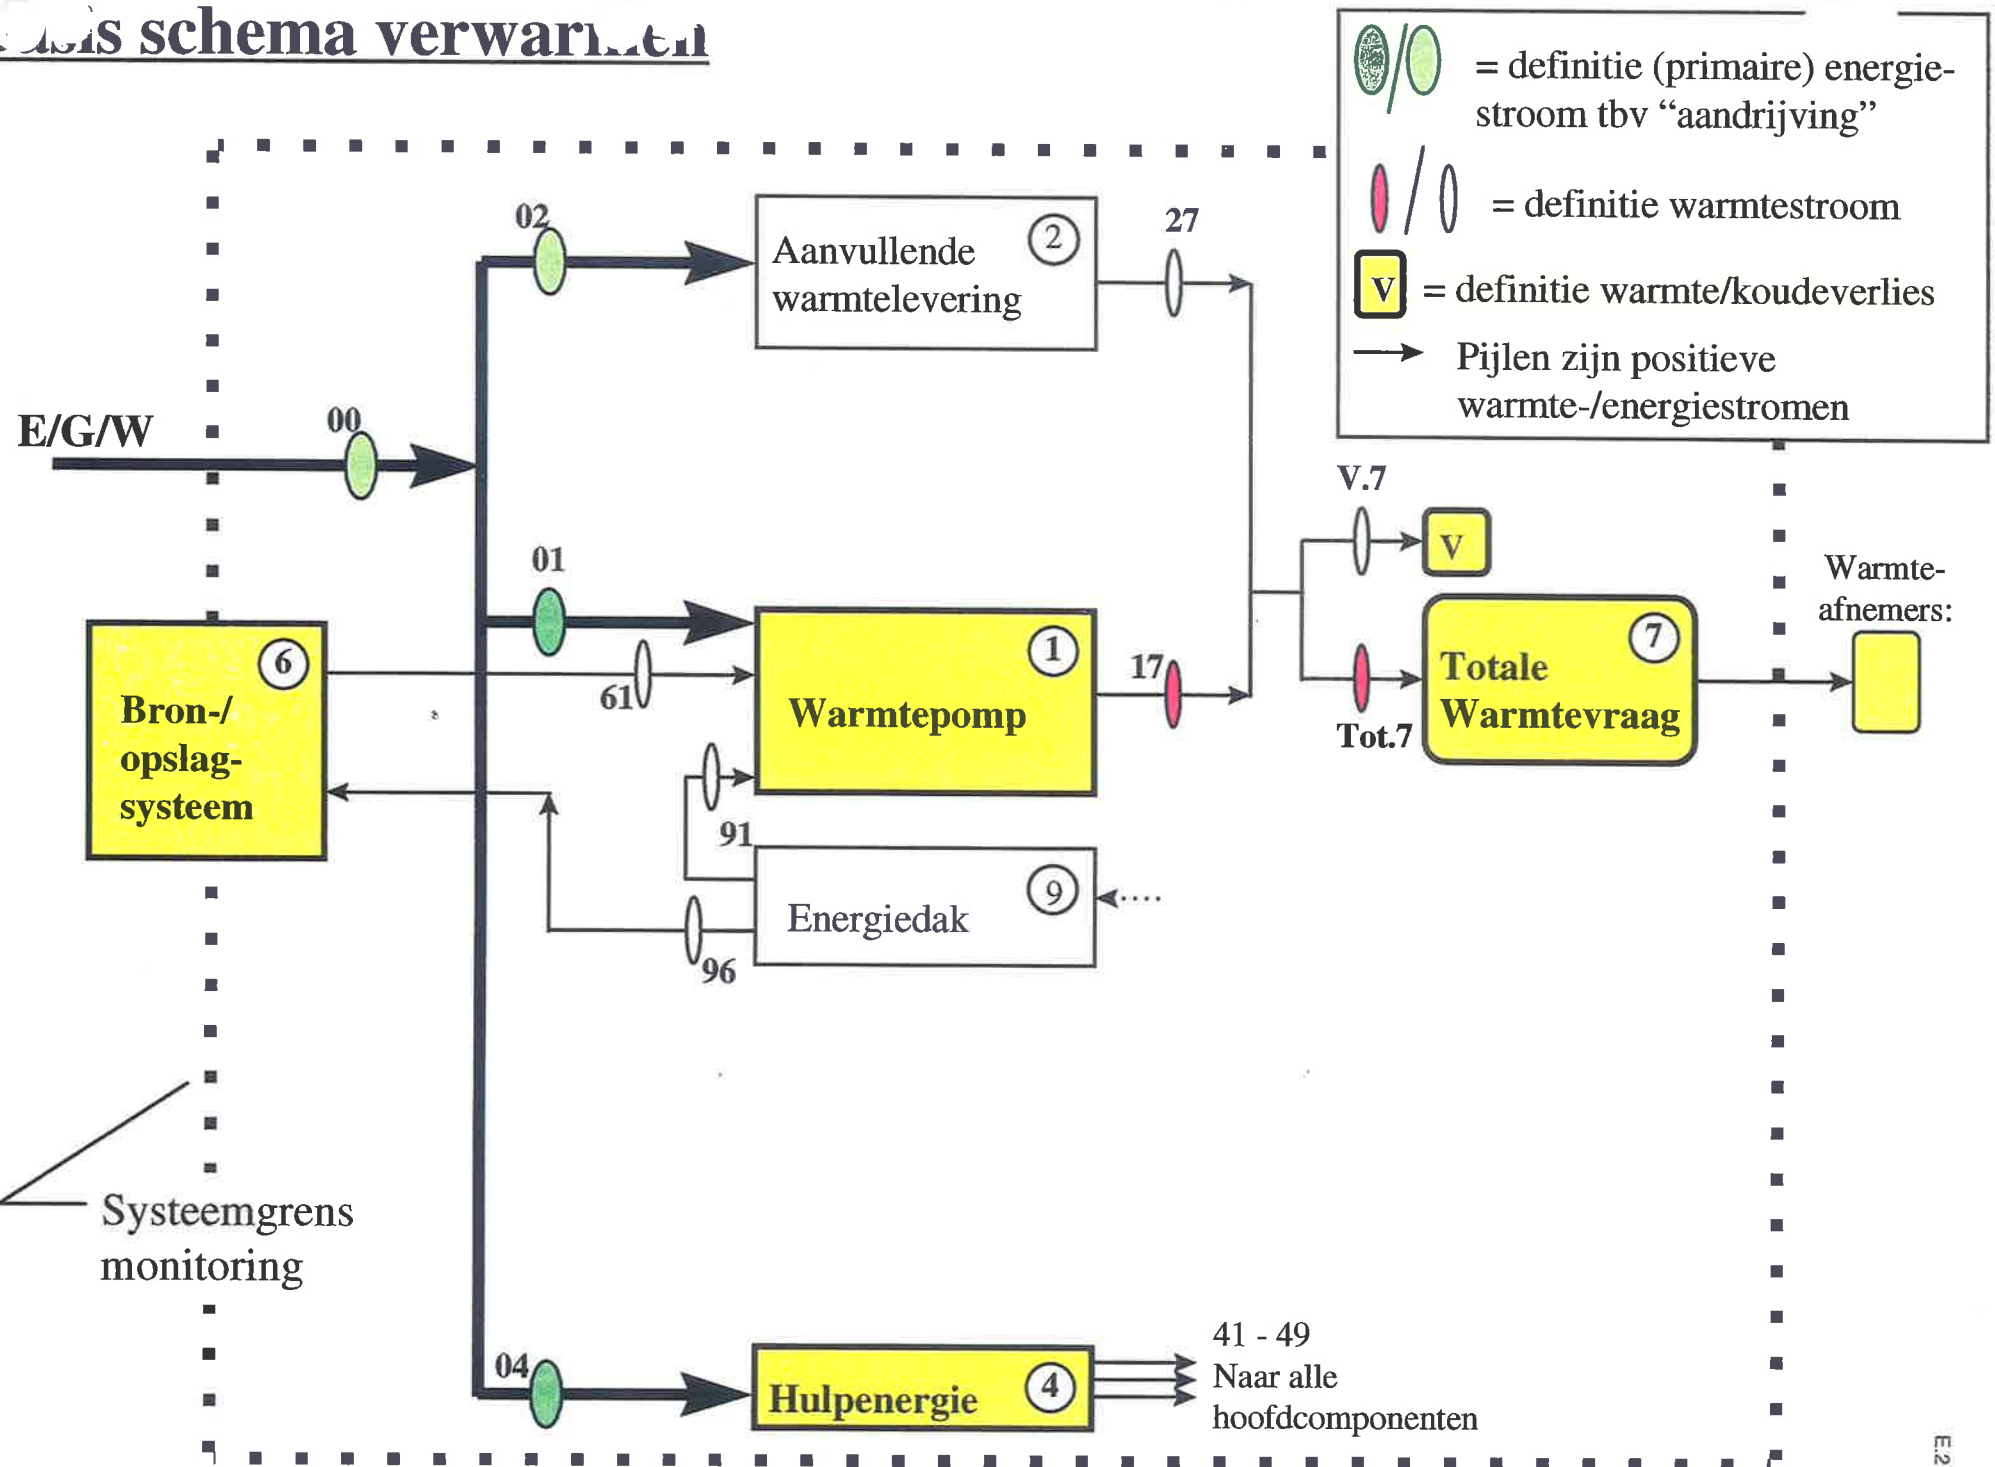 schema verwarmen
= definitie (primaire) energie-
stroom tbv “aandrijving”
= definitie warmtestroom
V = definitie warmte/koudeverlies
Pijlen zijn positieve
warmte-/energiestromen
02
Aanvullende
warmtelevering
2
27
E/G/W
00
V.7
V
01
Warmte-
afnemers:
6
Bron-/
opslag-
systeem
61
1
Warmtepomp
17
7
Totale
Warmtevraag
Tot.7
91
9
Energiedak
96
Systeemgrens
monitoring
04
Hulpenergie
4
41 - 49
Naar alle
hoofdcomponenten
E.2